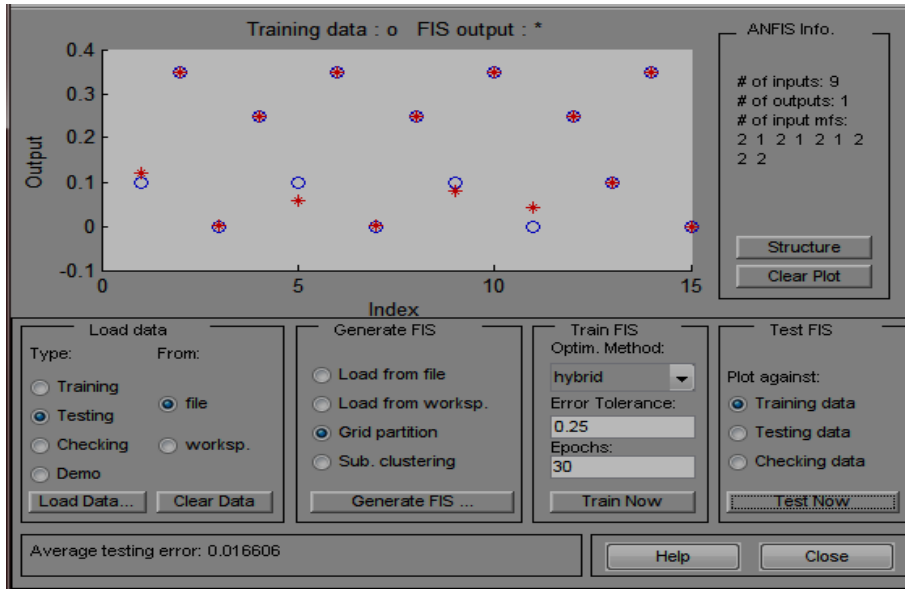 Training data : o FIS output : *
0.4
0.3
0.2
0.1
0
-0.1
Output
0
5
10
15
Index
ANFIS Info.
# of inputs: 9
# of outputs: 1
# of input mfs:
2 1 2 1 2 1 2
2 2
Structure
Clear Plot
Load data
Type:
From:
Training
Testing
Checking
Demo
file
worksp.
Load Data...
Clear Data
Generate FIS
Load from file
Load from worksp.
Grid partition
Sub. clustering
Generate FIS ...
Train FIS
Optim. Method:
hybrid
Error Tolerance:
0.25
Epochs:
30
Train Now
Test FIS
Plot against:
Training data
Testing data
Checking data
Test Now
Average testing error: 0.016606
Help
Close